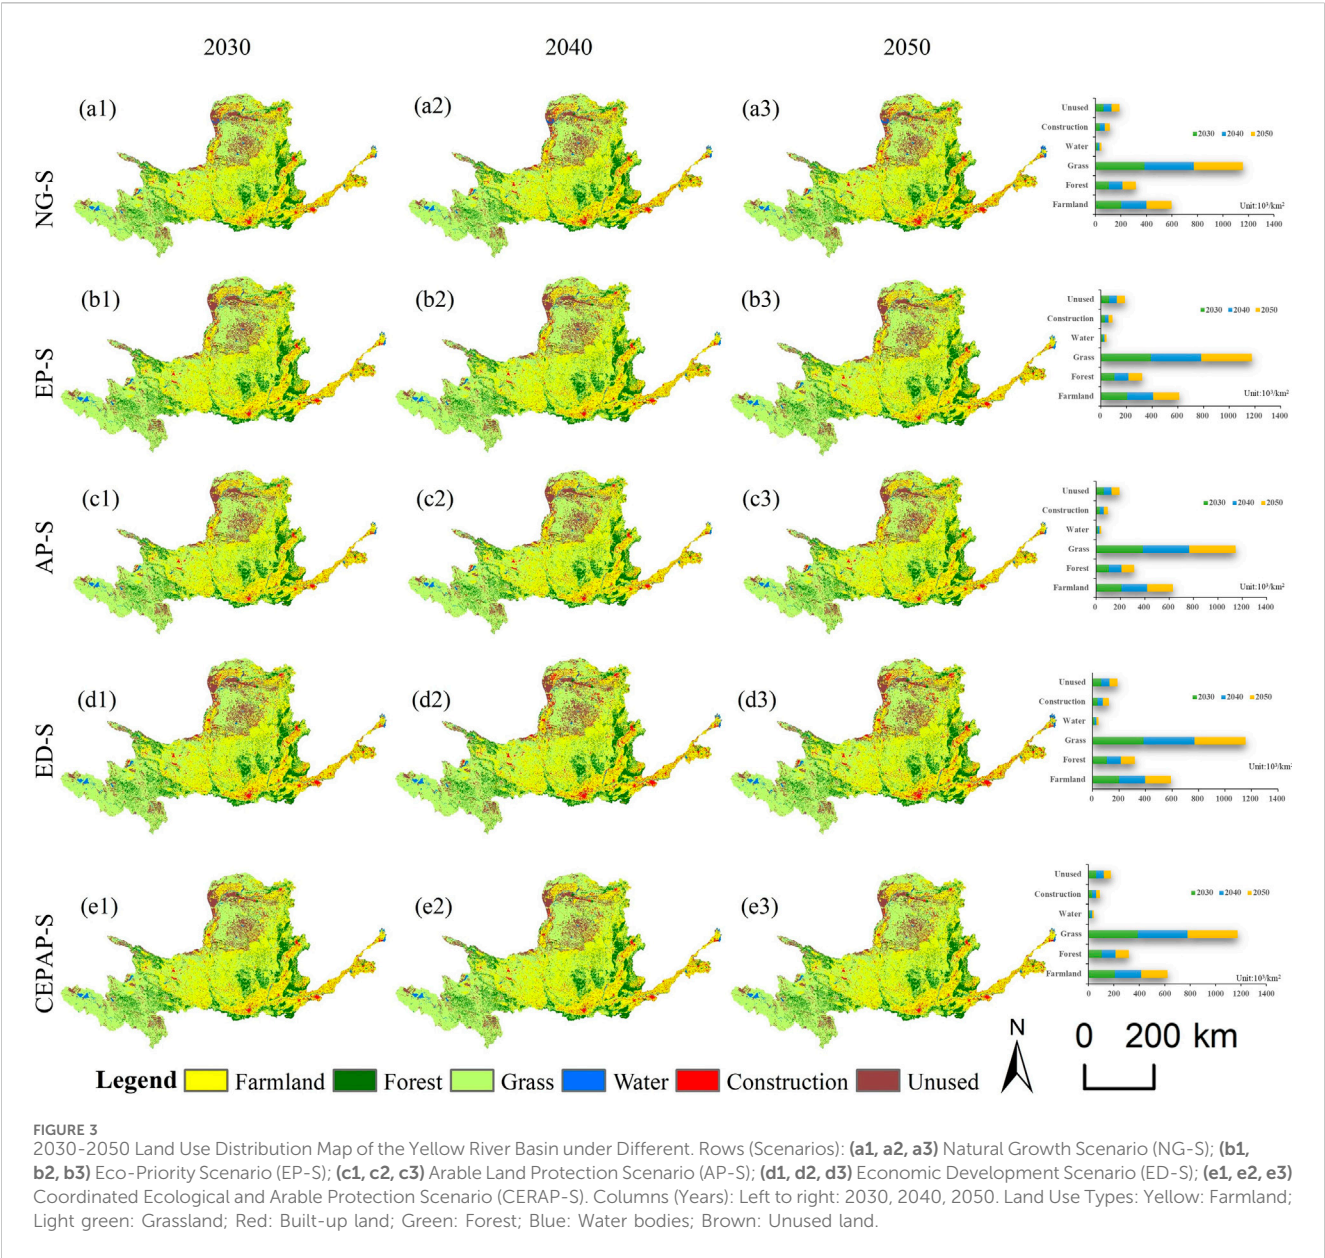 2030 2040 2050
(a1) (a2) (a3)
NG-S
Unused
Construction
Water
Grass
Forest
Farmland
2030 2040 2050
Unit:10³/km²
0 200 400 600 800 1000 1200 1400
(b1) (b2) (b3)
EP-S
Unused
Construction
Water
Grass
Forest
Farmland
2030 2040 2050
Unit:10³/km²
0 200 400 600 800 1000 1200 1400
(c1) (c2) (c3)
AP-S
Unused
Construction
Water
Grass
Forest
Farmland
2030 2040 2050
Unit:10³/km²
0 200 400 600 800 1000 1200 1400
(d1) (d2) (d3)
ED-S
Unused
Construction
Water
Grass
Forest
Farmland
2030 2040 2050
Unit:10³/km²
0 200 400 600 800 1000 1200 1400
(e1) (e2) (e3)
CEPAP-S
Unused
Construction
Water
Grass
Forest
Farmland
2030 2040 2050
Unit:10³/km²
0 200 400 600 800 1000 1200 1400
N
0 200 km
Legend Farmland Forest Grass Water Construction Unused
FIGURE 3
2030-2050 Land Use Distribution Map of the Yellow River Basin under Different. Rows (Scenarios): (a1, a2, a3) Natural Growth Scenario (NG-S); (b1,
b2, b3) Eco-Priority Scenario (EP-S); (c1, c2, c3) Arable Land Protection Scenario (AP-S); (d1, d2, d3) Economic Development Scenario (ED-S); (e1, e2, e3)
Coordinated Ecological and Arable Protection Scenario (CERAP-S). Columns (Years): Left to right: 2030, 2040, 2050. Land Use Types: Yellow: Farmland;
Light green: Grassland; Red: Built-up land; Green: Forest; Blue: Water bodies; Brown: Unused land.